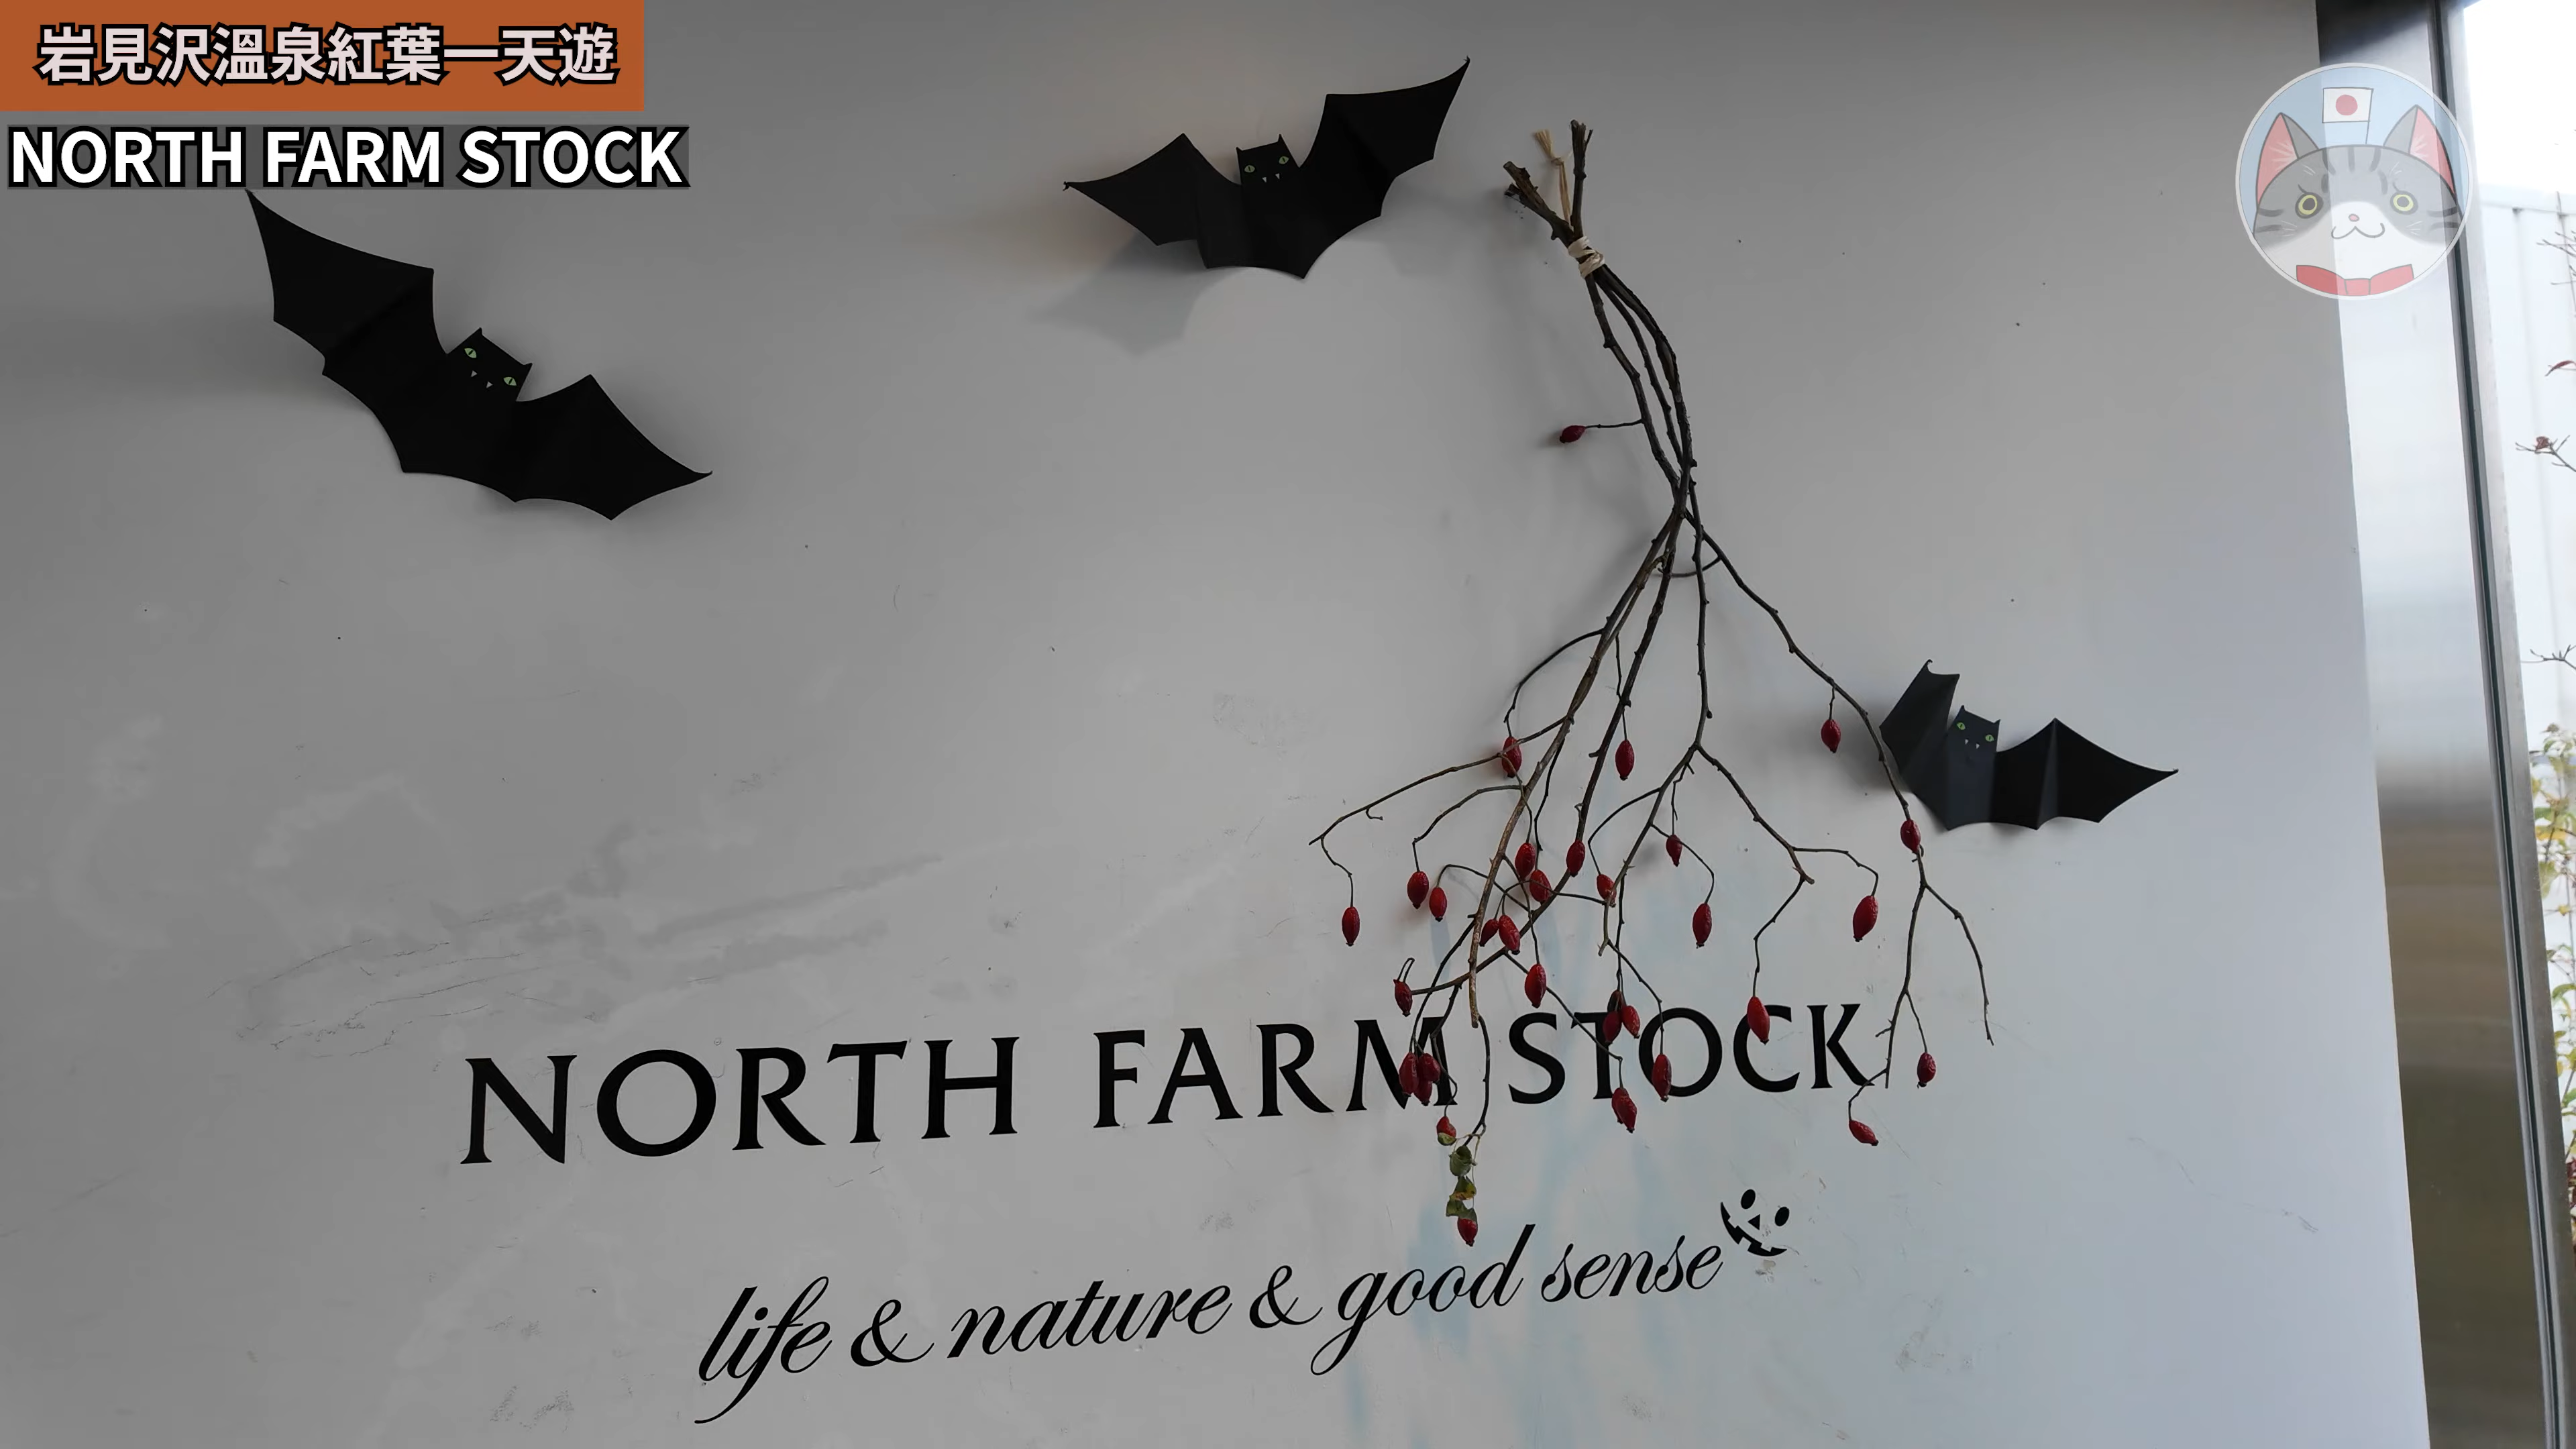 岩見沢溫泉紅葉一天遊
NORTH FARM STOCK
NORTH FARM STOCK
life & nature & good sense